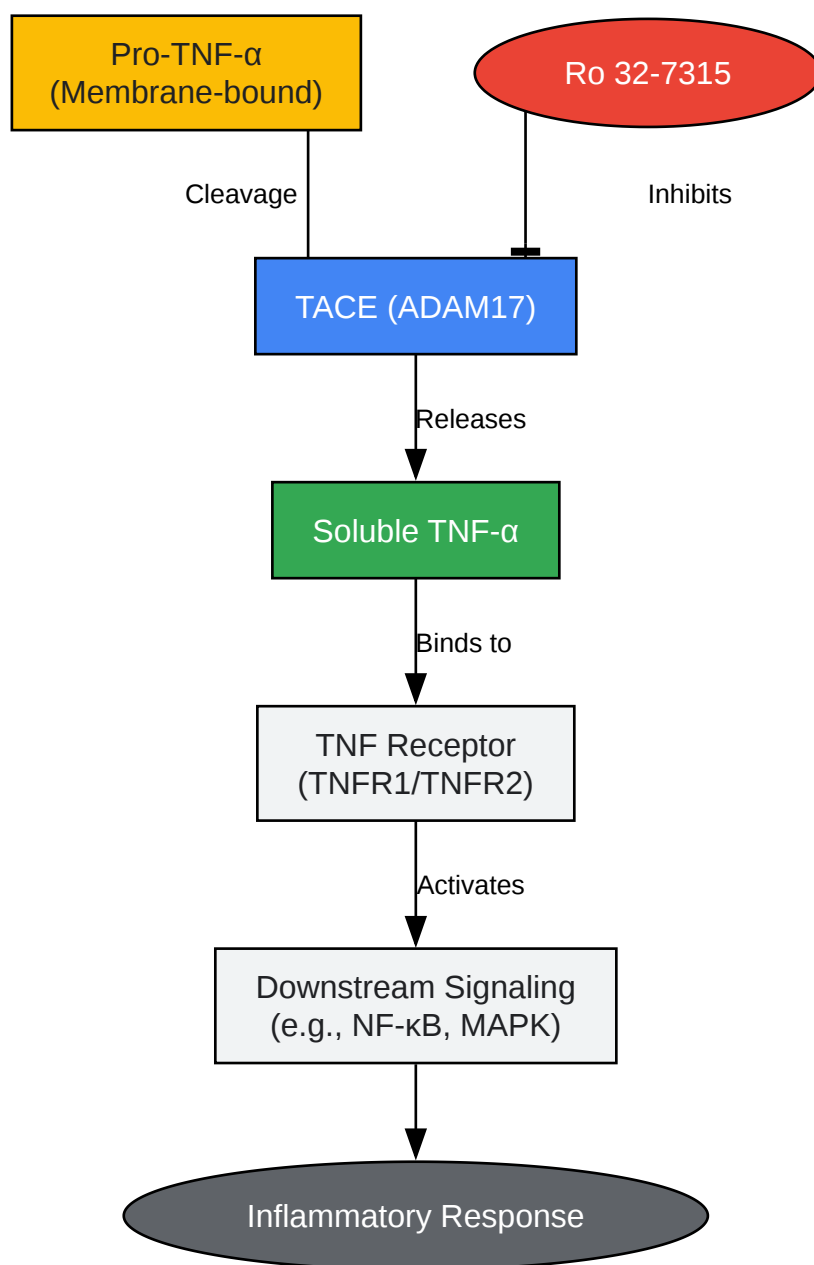 Pro-TNF-α
(Membrane-bound)
Ro 32-7315
Cleavage
Inhibits
TACE (ADAM17)
Releases
Soluble TNF-α
Binds to
TNF Receptor
(TNFR1/TNFR2)
Activates
Downstream Signaling
(e.g., NF-κB, MAPK)
Inflammatory Response